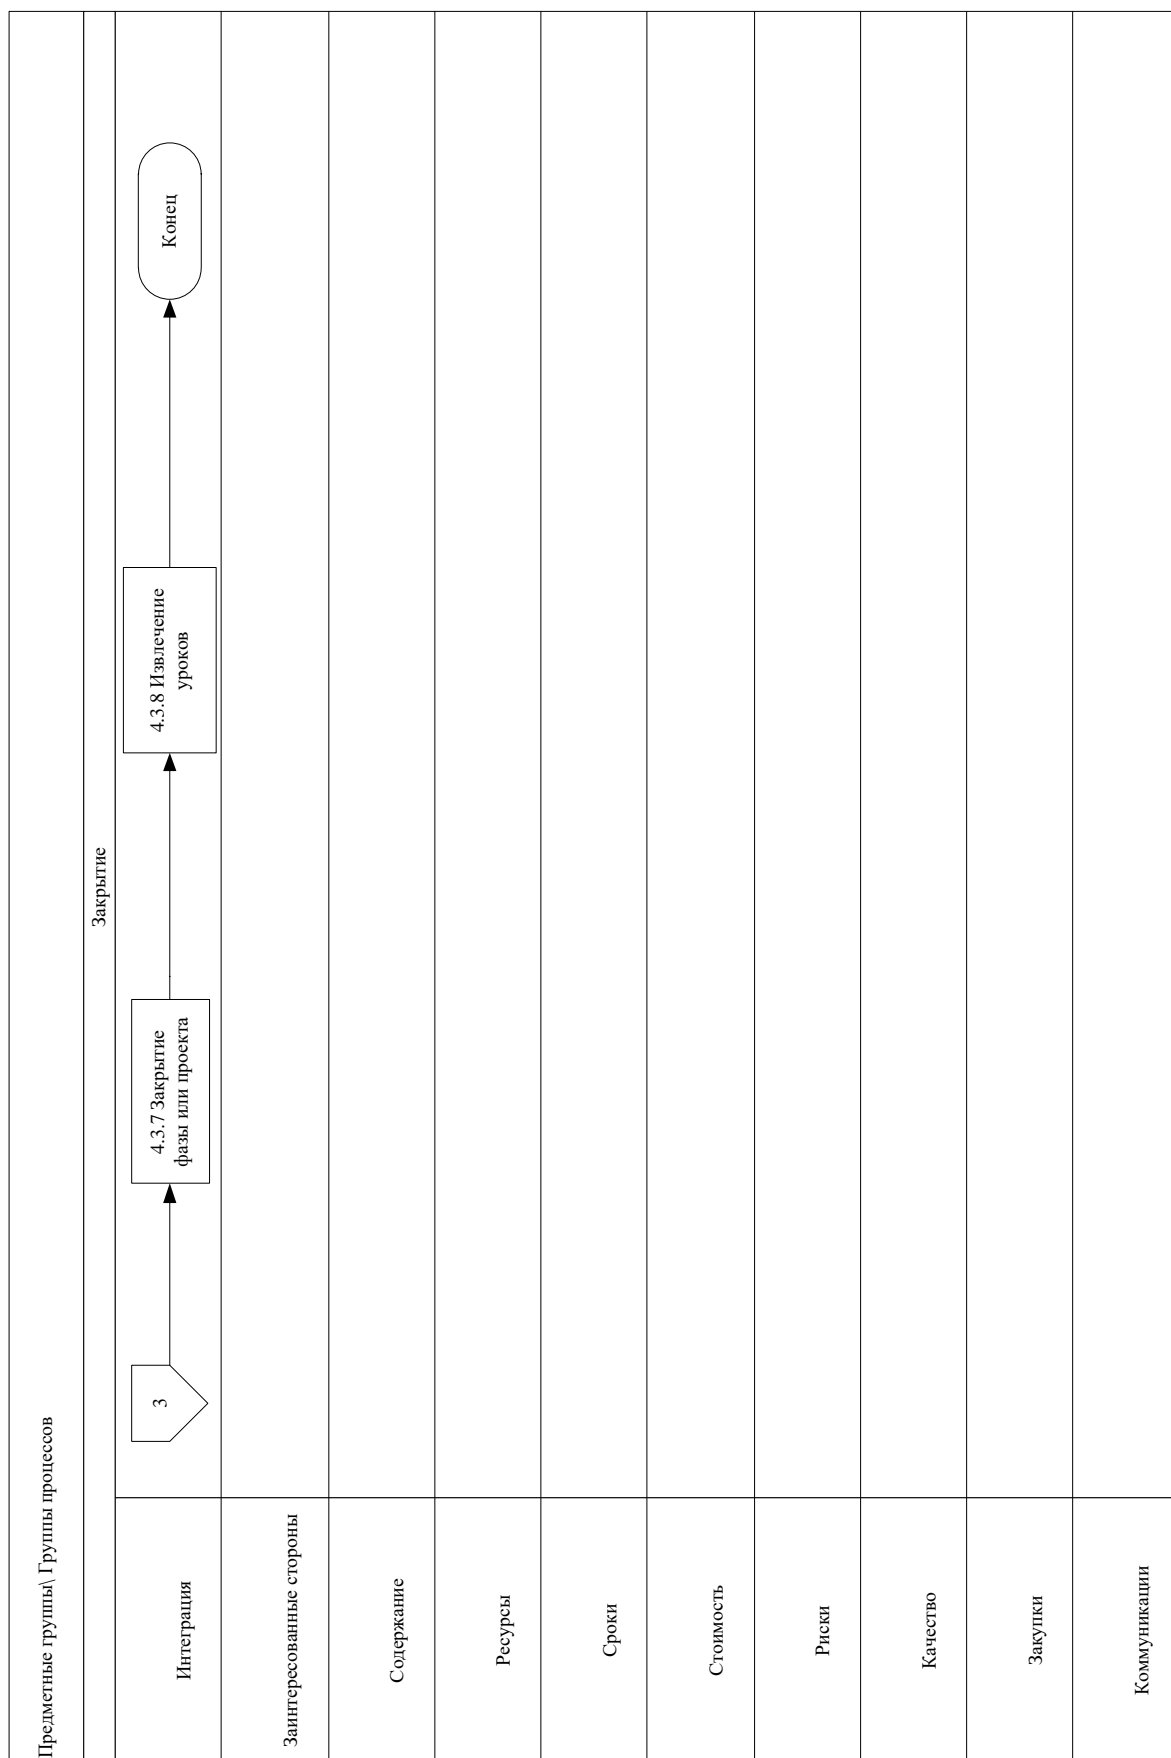 Предметные группы\ Группы процессов
Закрытие
Интеграция
3
4.3.7 Закрытие
фазы или проекта
4.3.8 Извлечение
уроков
Конец
Заинтересованные стороны
Содержание
Ресурсы
Сроки
Стоимость
Риски
Качество
Закупки
Коммуникации